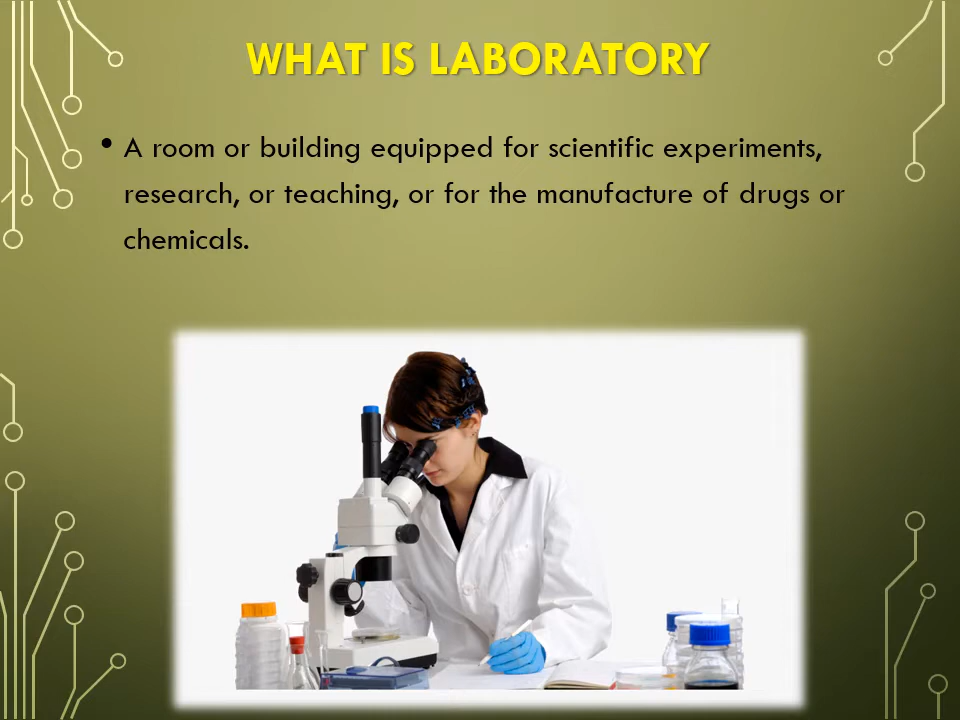 WHAT IS LABORATORY
• A room or building equipped for scientific experiments,
research, or teaching, or for the manufacture of drugs or
chemicals.